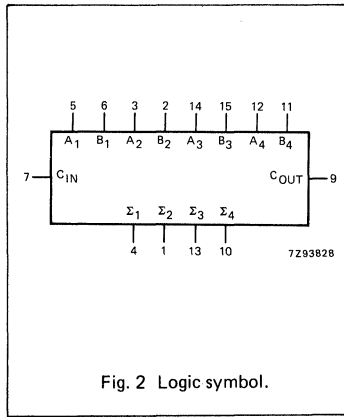 5 6 3 2 14 15 12 11
A1 B1 A2 B2 A3 B3 A4 B4
7 CIN COUT 9
Σ1 Σ2 Σ3 Σ4
4 1 13 10
7Z93828
Fig. 2 Logic symbol.